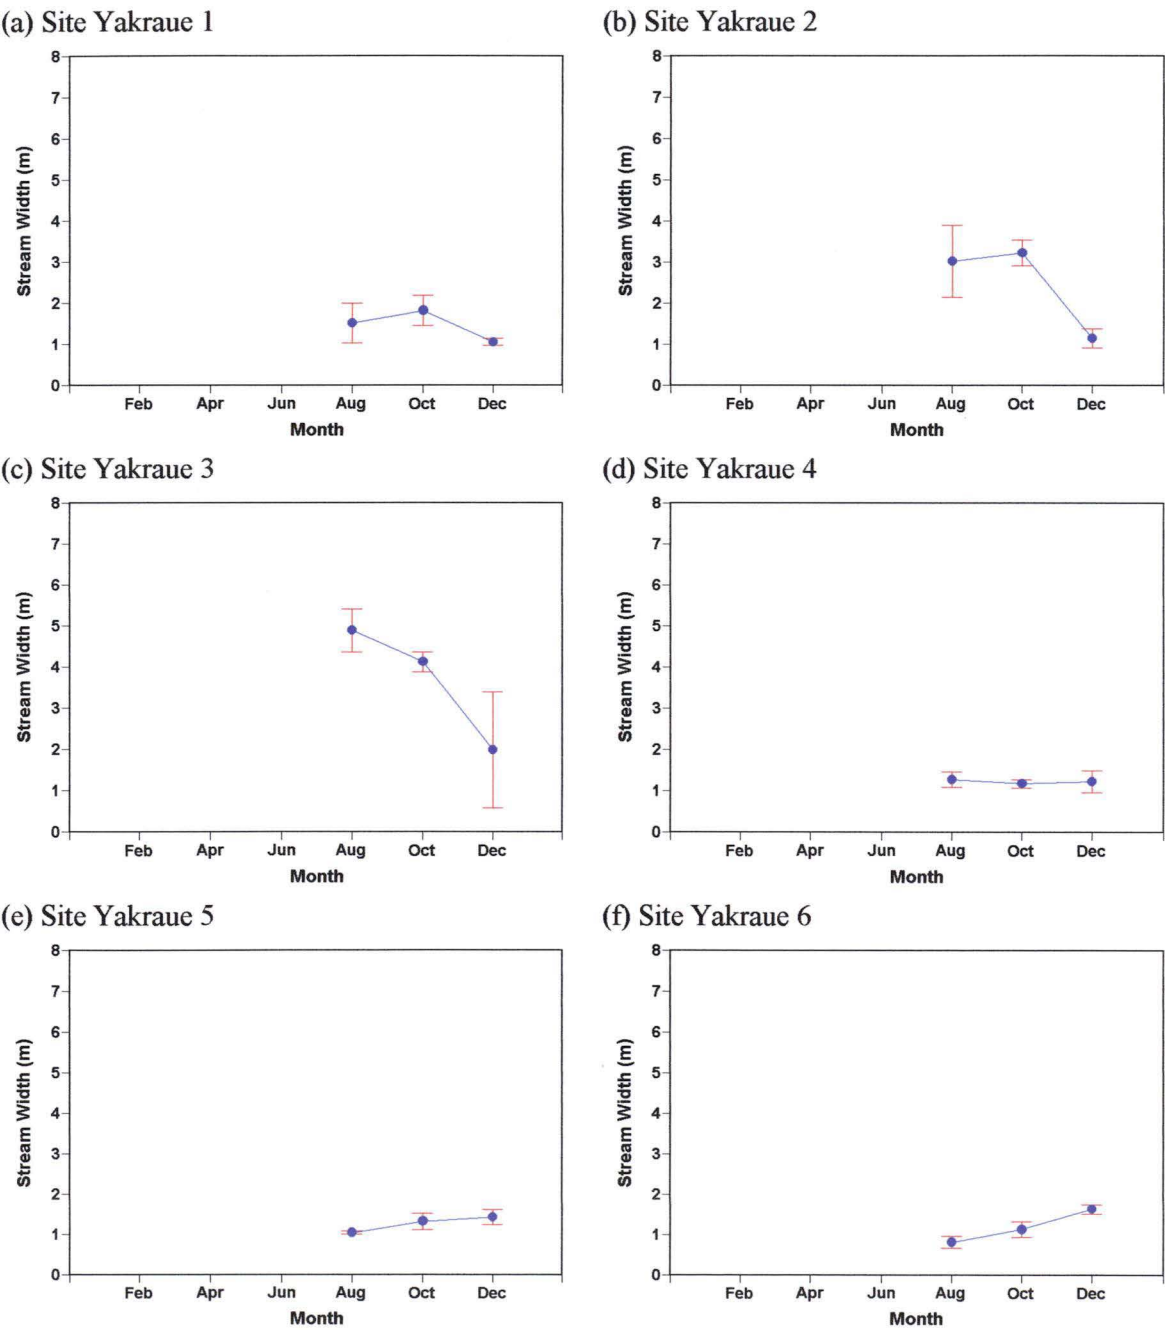 (a) Site Yakraue 1
8
7
6
5
4
3
2
1
0
Stream Width (m)
Feb Apr Jun Aug Oct Dec
Month
(b) Site Yakraue 2
8
7
6
5
4
3
2
1
0
Stream Width (m)
Feb Apr Jun Aug Oct Dec
Month
(c) Site Yakraue 3
8
7
6
5
4
3
2
1
0
Stream Width (m)
Feb Apr Jun Aug Oct Dec
Month
(d) Site Yakraue 4
8
7
6
5
4
3
2
1
0
Stream Width (m)
Feb Apr Jun Aug Oct Dec
Month
(e) Site Yakraue 5
8
7
6
5
4
3
2
1
0
Stream Width (m)
Feb Apr Jun Aug Oct Dec
Month
(f) Site Yakraue 6
8
7
6
5
4
3
2
1
0
Stream Width (m)
Feb Apr Jun Aug Oct Dec
Month